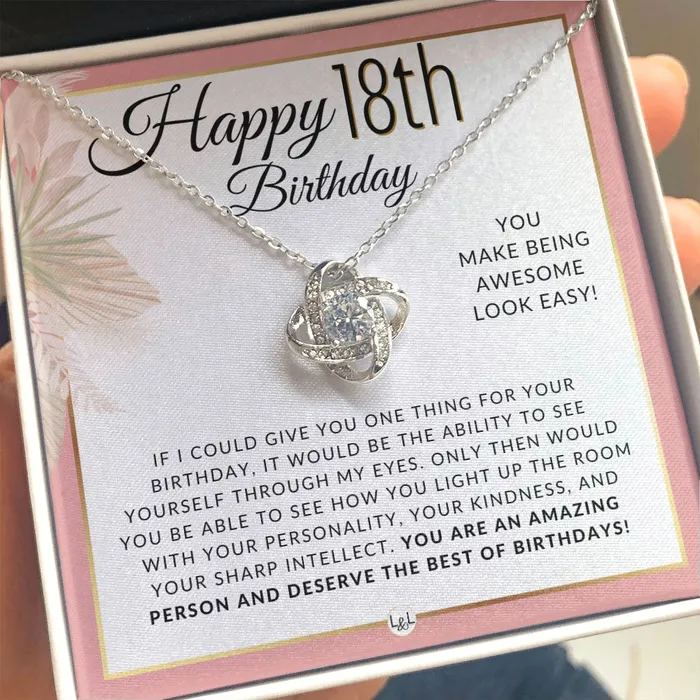 Happy 18th
Birthday
YOU
MAKE BEING
AWESOME
LOOK EASY!
IF I COULD GIVE YOU ONE THING FOR YOUR
BIRTHDAY, IT WOULD BE THE ABILITY TO SEE
YOURSELF THROUGH MY EYES. ONLY THEN WOULD
YOU BE ABLE TO SEE HOW YOU LIGHT UP THE ROOM
WITH YOUR PERSONALITY, YOUR KINDNESS, AND
YOUR SHARP INTELLECT. YOU ARE AN AMAZING
PERSON AND DESERVE THE BEST OF BIRTHDAYS!
L&L